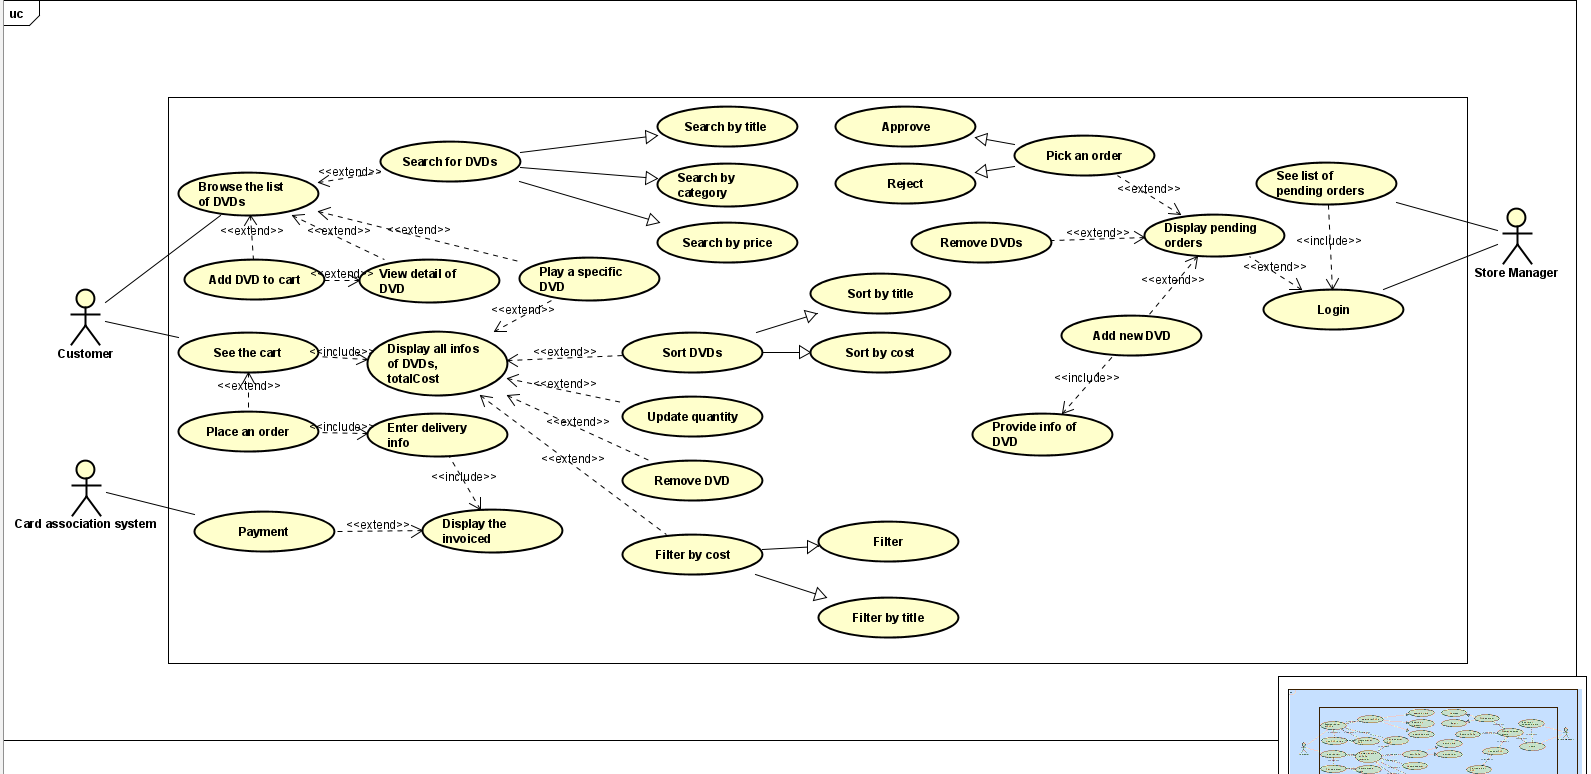 uc
Search by title
Approve
Pick an order
Search for DVDs
<<extend>>
Browse the list
of DVDs
Search by
category
Reject
<<extend>>
See list of
pending orders
<<extend>>
<<extend>>
<<extend>>
Search by price
Remove DVDs
<<extend>>
Display pending
orders
<<include>>
Store Manager
Add DVD to cart
<<extend>>
View detail of
DVD
Play a specific
DVD
<<extend>>
<<extend>>
Sort by title
<<extend>>
Login
Customer
See the cart
<<include>>
Display all infos
of DVDs,
totalCost
<<extend>>
Sort DVDs
Sort by cost
Add new DVD
<<extend>>
<<extend>>
<<include>>
Place an order
<<include>>
Enter delivery
info
<<extend>>
Update quantity
Provide info of
DVD
<<extend>>
<<include>>
Remove DVD
Card association system
Payment
<<extend>>
Display the
invoiced
Filter by cost
Filter
Filter by title